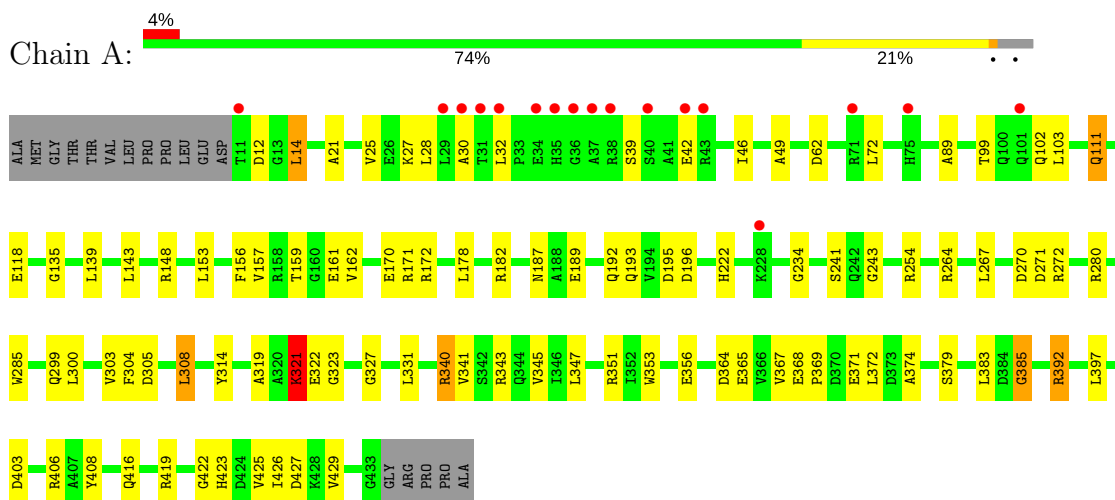 4%
Chain A:
74% 21% . .
ALA MET GLY THR THR VAL LEU PRO PRO LEU GLU ASP T11 D12 G13 L14 A21 V25 E26 K27 L28 L29 A30 T31 L32 P33 E34 H35 G36 A37 R38 S39 S40 A41 E42 R43 I46 A49 D62 R71 L72 H75 A89 T99 Q100 Q101 Q102 L103 Q111
E118 G135 L139 L143 R148 L153 F156 V157 R158 T159 G160 E161 V162 E170 R171 R172 L178 R182 N187 A188 E189 Q192 Q193 V194 D195 D196 H222 K228 G234 S241 Q242 G243 R254 R264 L267 D270 D271 R272 R280
W285 Q299 L300 V303 F304 D305 L308 Y314 A319 A320 K321 E322 G323 G327 L331 R340 V341 S342 R343 Q344 V345 I346 L347 R351 I352 W353 E356 D364 E365 V366 V367 E368 P369 D370 E371 L372 D373 A374 S379 L383 D384 G385 R392 L397
D403 R406 A407 Y408 Q416 R419 G422 H423 D424 V425 I426 D427 K428 V429 G433 GLY ARG PRO PRO ALA